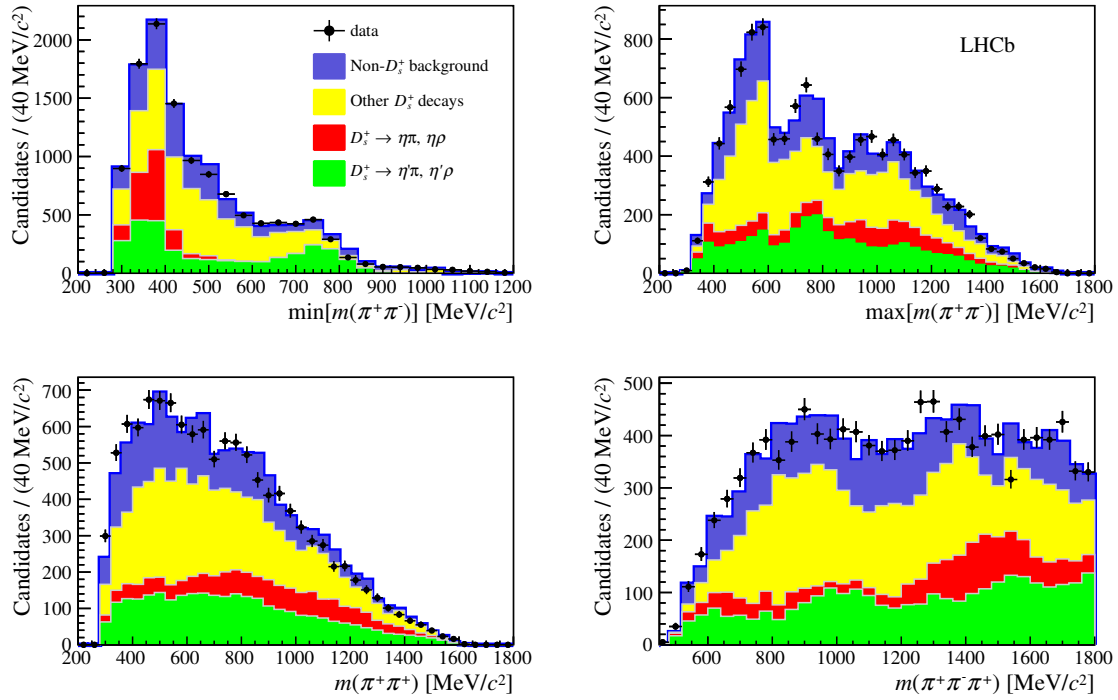 Candidates / (40 MeV/c²)
2000
1500
1000
500
0
data
Non-D_s^+ background
Other D_s^+ decays
D_s^+ → ηπ, ηρ
D_s^+ → η'π, η'ρ
200 300 400 500 600 700 800 900 1000 1100 1200
min[m(π⁺π⁻)] [MeV/c²]
Candidates / (40 MeV/c²)
800
600
400
200
0
LHCb
200 400 600 800 1000 1200 1400 1600 1800
max[m(π⁺π⁻)] [MeV/c²]
Candidates / (40 MeV/c²)
700
600
500
400
300
200
100
0
200 400 600 800 1000 1200 1400 1600 1800
m(π⁺π⁺) [MeV/c²]
Candidates / (40 MeV/c²)
500
400
300
200
100
0
600 800 1000 1200 1400 1600 1800
m(π⁺π⁻π⁺) [MeV/c²]